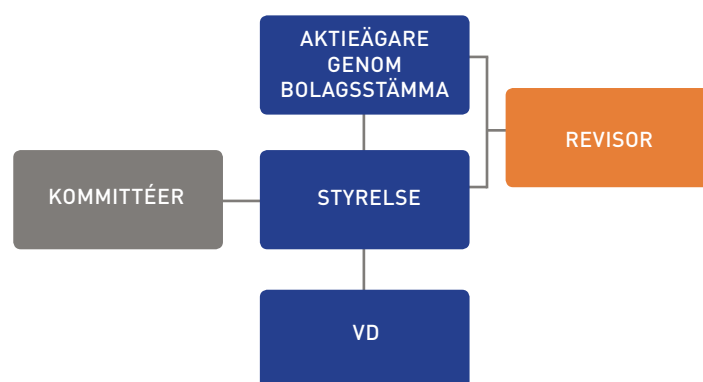 AKTIEÄGARE
GENOM
BOLAGSSTÄMMA
REVISOR
KOMMITTÉER
STYRELSE
VD